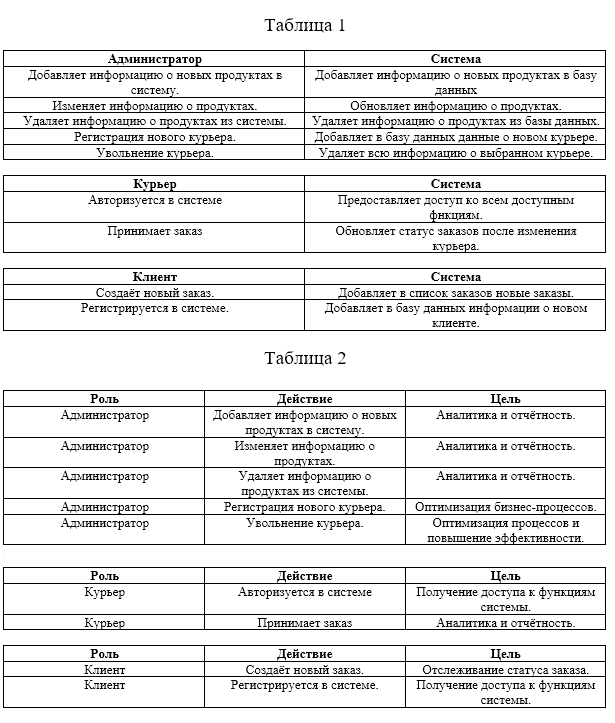 Таблица 1
Администратор Система
Добавляет информацию о новых продуктах в Добавляет информацию о новых продуктах в базу
систему. данных
Изменяет информацию о продуктах. Обновляет информацию о продуктах.
Удаляет информацию о продуктах из системы. Удаляет информацию о продуктах из базы данных.
Регистрация нового курьера. Добавляет в базу данных данные о новом курьере.
Увольнение курьера. Удаляет всю информацию о выбранном курьере.
Курьер Система
Авторизуется в системе Предоставляет доступ ко всем доступным
фнкциям.
Принимает заказ Обновляет статус заказов после изменения
курьера.
Клиент Система
Создаёт новый заказ. Добавляет в список заказов новые заказы.
Регистрируется в системе. Добавляет в базу данных информации о новом
клиенте.
Таблица 2
Роль Действие Цель
Администратор Добавляет информацию о новых Аналитика и отчётность.
продуктах в систему.
Администратор Изменяет информацию о Аналитика и отчётность.
продуктах.
Администратор Удаляет информацию о Аналитика и отчётность.
продуктах из системы.
Администратор Регистрация нового курьера. Оптимизация бизнес-процессов.
Администратор Увольнение курьера. Оптимизация процессов и
повышение эффективности.
Роль Действие Цель
Курьер Авторизуется в системе Получение доступа к функциям
системы.
Курьер Принимает заказ Аналитика и отчётность.
Роль Действие Цель
Клиент Создаёт новый заказ. Отслеживание статуса заказа.
Клиент Регистрируется в системе. Получение доступа к функциям
системы.